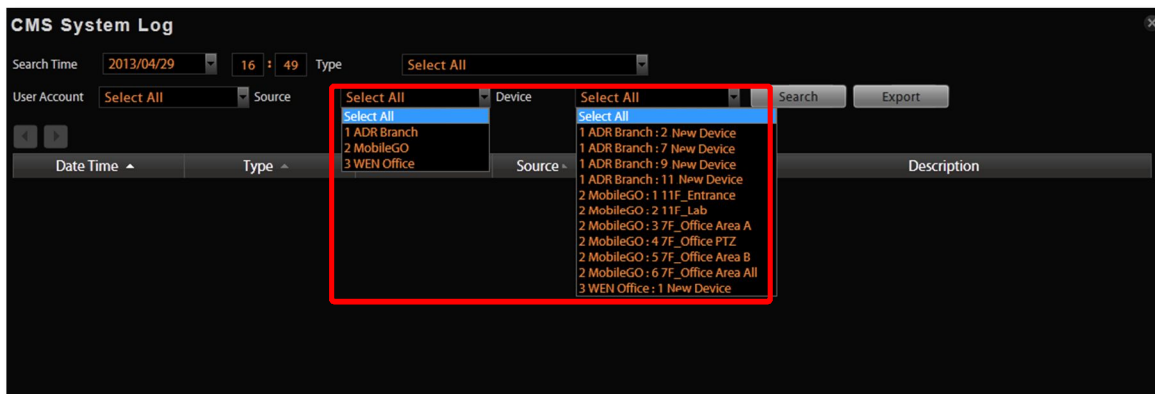 CMS System Log
Search Time 2013/04/29 16 : 49 Type Select All
User Account Select All Source Select All Device Select All Search Export
Select All
1 ADR Branch
2 MobileGO
3 WEN Office
Select All
1 ADR Branch : 2 New Device
1 ADR Branch : 7 New Device
1 ADR Branch : 9 New Device
1 ADR Branch : 11 New Device
2 MobileGO : 1 11F_Entrance
2 MobileGO : 2 11F_Lab
2 MobileGO : 3 7F_Office Area A
2 MobileGO : 4 7F_Office PTZ
2 MobileGO : 5 7F_Office Area B
2 MobileGO : 6 7F_Office Area All
3 WEN Office : 1 New Device
Date Time Type Source Description